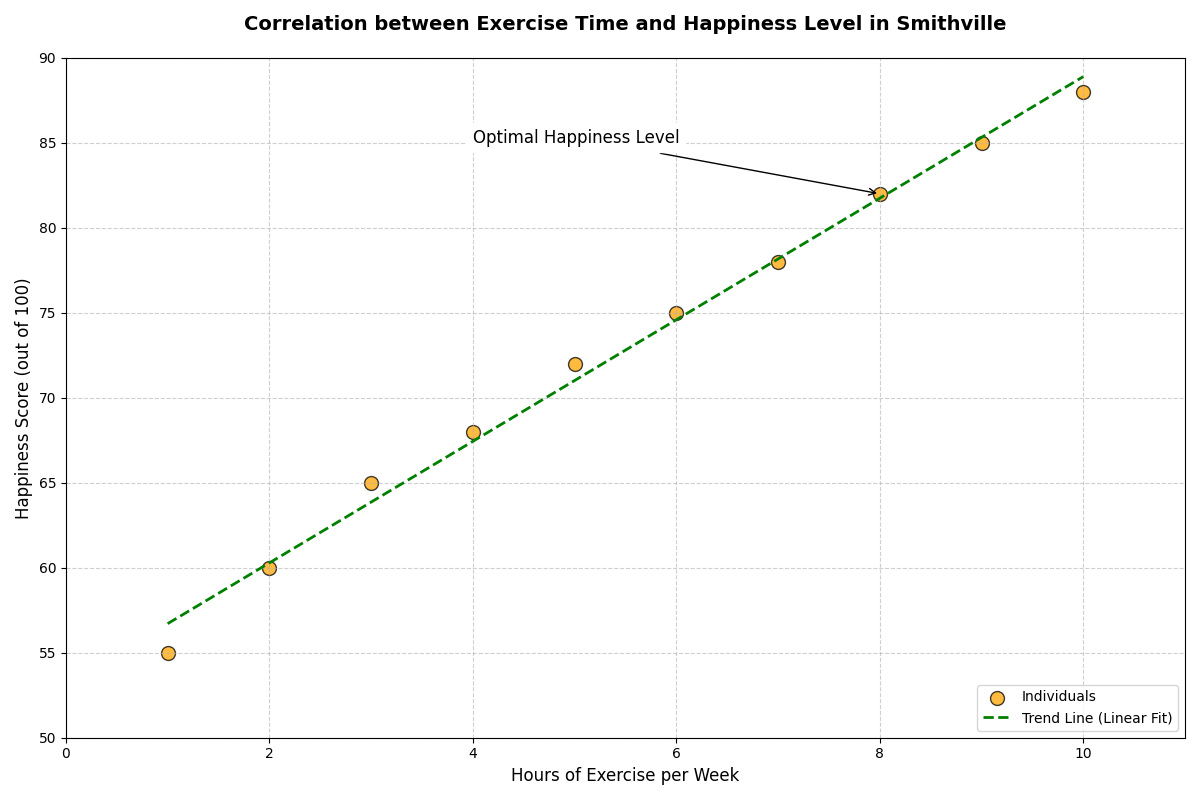 Correlation between Exercise Time and Happiness Level in Smithville
90
85
80
75
70
65
60
55
50
Happiness Score (out of 100)
Optimal Happiness Level
Individuals
Trend Line (Linear Fit)
0
2
4
6
8
10
Hours of Exercise per Week